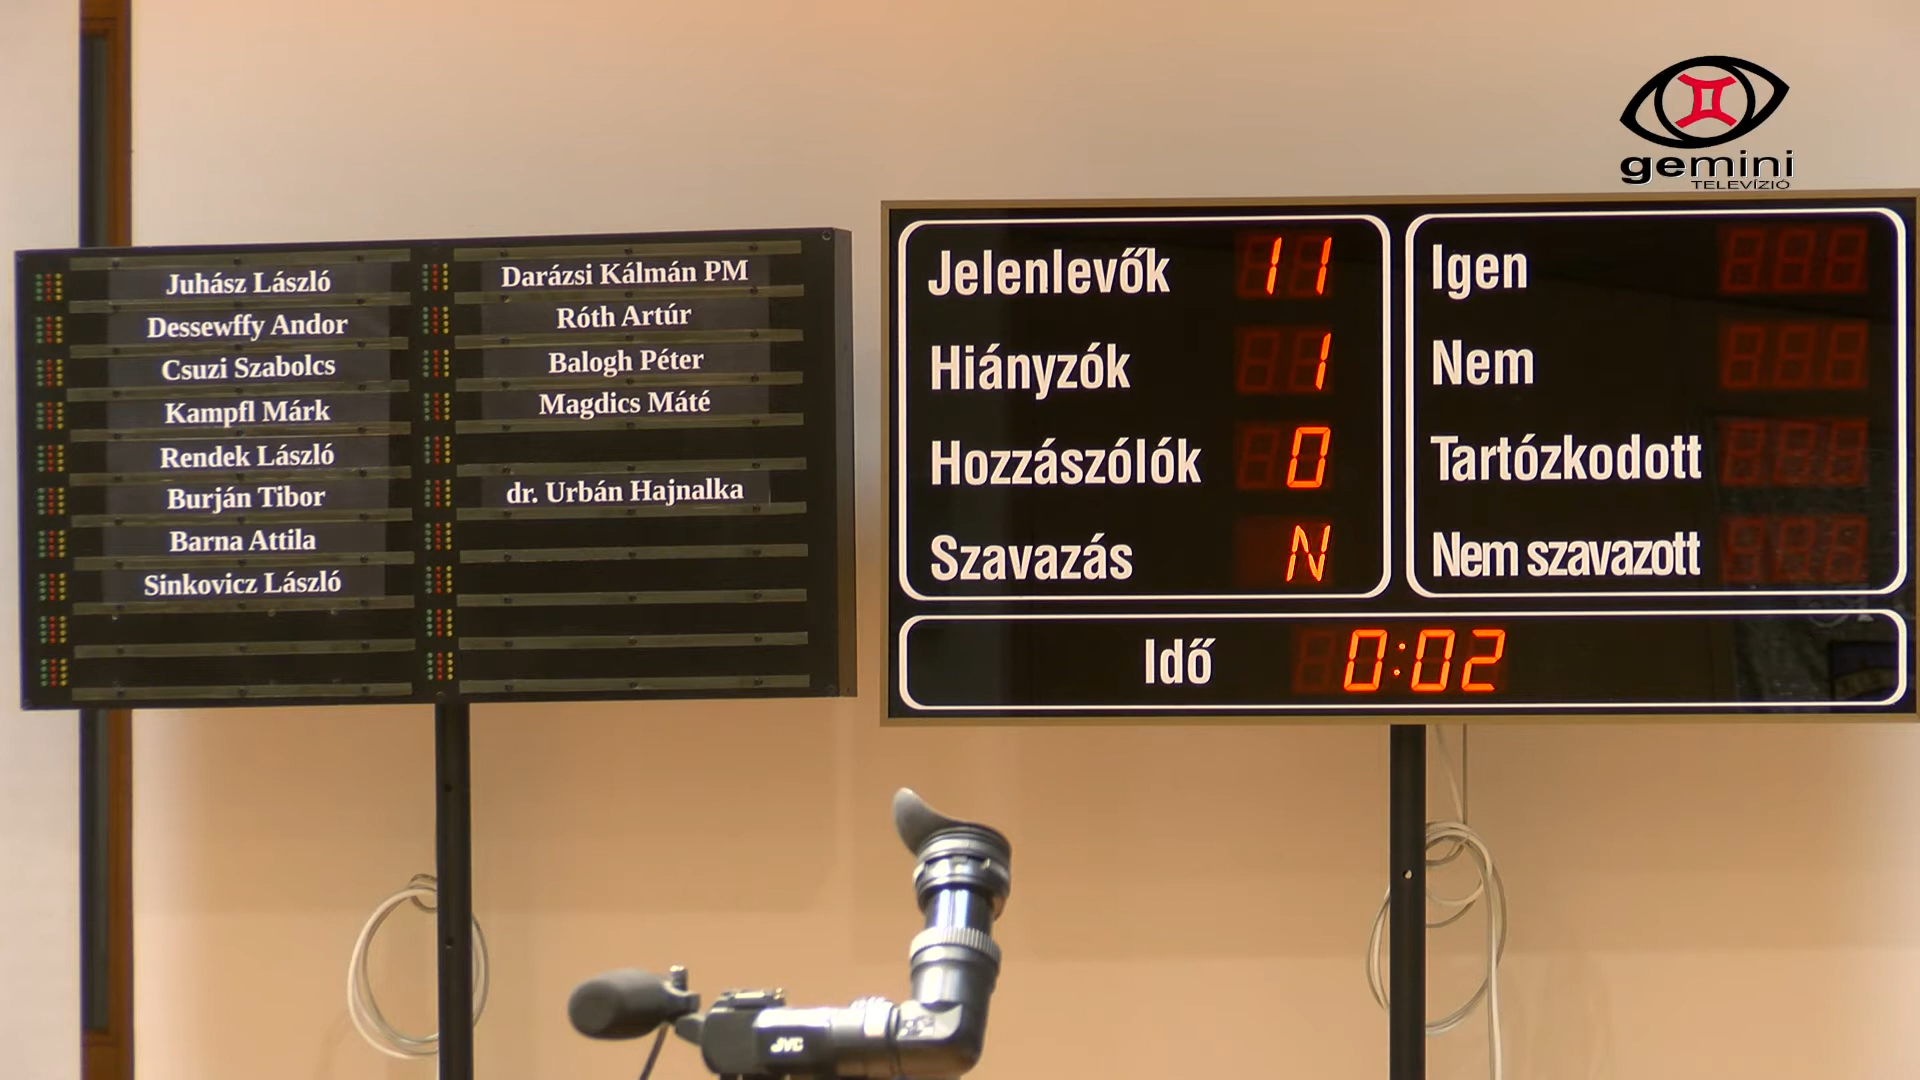 gemini
TELEVÍZIÓ
Juhász László
Dessewffy Andor
Csuzi Szabolcs
Kampfl Márk
Rendek László
Burján Tibor
Barna Attila
Sinkovicz László
Darázsi Kálmán PM
Róth Artúr
Balogh Péter
Magdics Máté
dr. Urbán Hajnalka
Jelenlevők 11
Hiányzók 1
Hozzászólók 0
Szavazás N
Igen
Nem
Tartózkodott
Nem szavazott
Idő 0:02
JVC